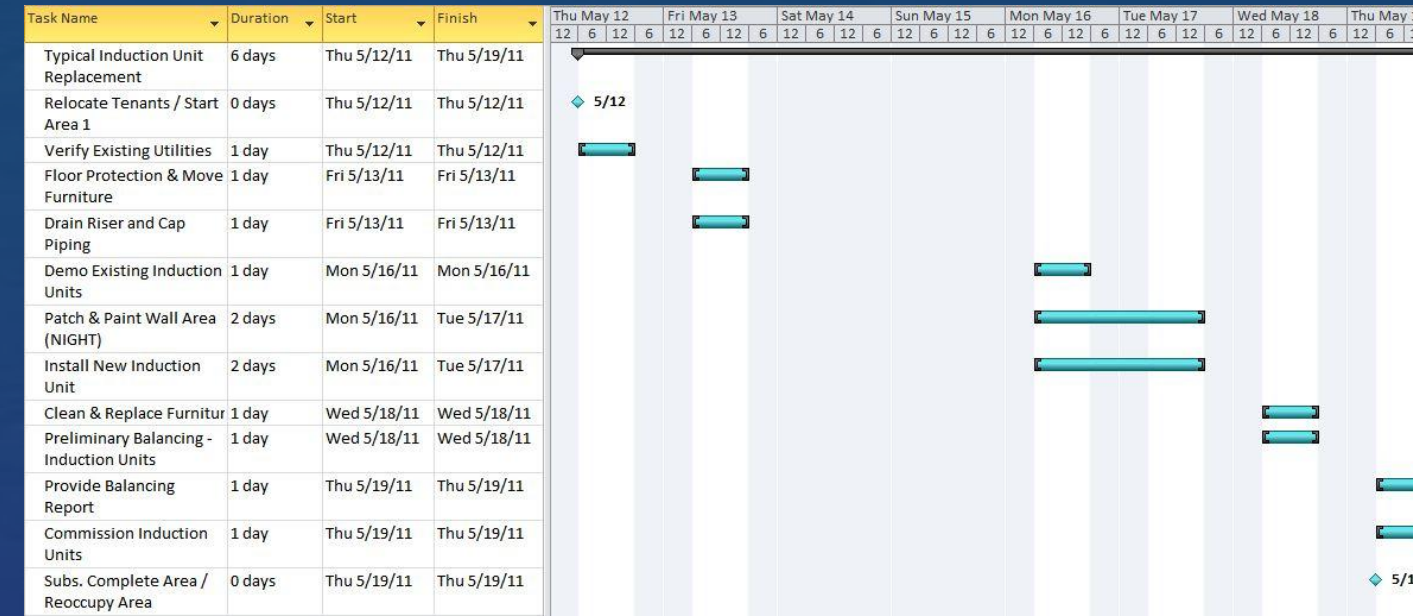 Task Name Duration Start Finish Thu May 12 Fri May 13 Sat May 14 Sun May 15 Mon May 16 Tue May 17 Wed May 18 Thu May
12 6 12 6 12 6 12 6 12 6 12 6 12 6 12 6 12 6 12 6 12 6 12 6 12 6 12 6 12 6
Typical Induction Unit 6 days Thu 5/12/11 Thu 5/19/11
Replacement
Relocate Tenants / Start 0 days Thu 5/12/11 Thu 5/12/11 5/12
Area 1
Verify Existing Utilities 1 day Thu 5/12/11 Thu 5/12/11
Floor Protection & Move 1 day Fri 5/13/11 Fri 5/13/11
Furniture
Drain Riser and Cap 1 day Fri 5/13/11 Fri 5/13/11
Piping
Demo Existing Induction 1 day Mon 5/16/11 Mon 5/16/11
Units
Patch & Paint Wall Area 2 days Mon 5/16/11 Tue 5/17/11
(NIGHT)
Install New Induction 2 days Mon 5/16/11 Tue 5/17/11
Unit
Clean & Replace Furnitur 1 day Wed 5/18/11 Wed 5/18/11
Preliminary Balancing - 1 day Wed 5/18/11 Wed 5/18/11
Induction Units
Provide Balancing 1 day Thu 5/19/11 Thu 5/19/11
Report
Commission Induction 1 day Thu 5/19/11 Thu 5/19/11
Units
Subs. Complete Area / 0 days Thu 5/19/11 Thu 5/19/11 5/1
Reoccupy Area